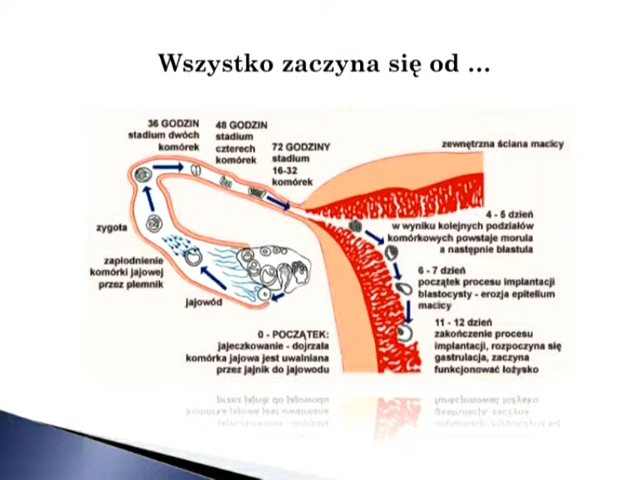 Wszystko zaczyna się od ...
36 GODZIN
stadium dwóch
komórek
48 GODZIN
stadium
czterech
komórek
72 GODZINY
stadium
16-32
komórek
zewnętrzna ściana macicy
zygota
zapłodnienie
komórki jajowej
przez plemnik
jajowód
4 - 5 dzień
w wyniku kolejnych podziałów
komórkowych powstaje morula
a następnie blastula
6 - 7 dzień
początek procesu implantacji
blastocysty - erozja epitelium
macicy
11 - 12 dzień
zakończenie procesu
implantacji, rozpoczyna się
gastrulacja, zaczyna
funkcjonować łożysko
0 - POCZĄTEK:
jajeczkowanie - dojrzała
komórka jajowa jest uwalniana
przez jajnik do jajowodu